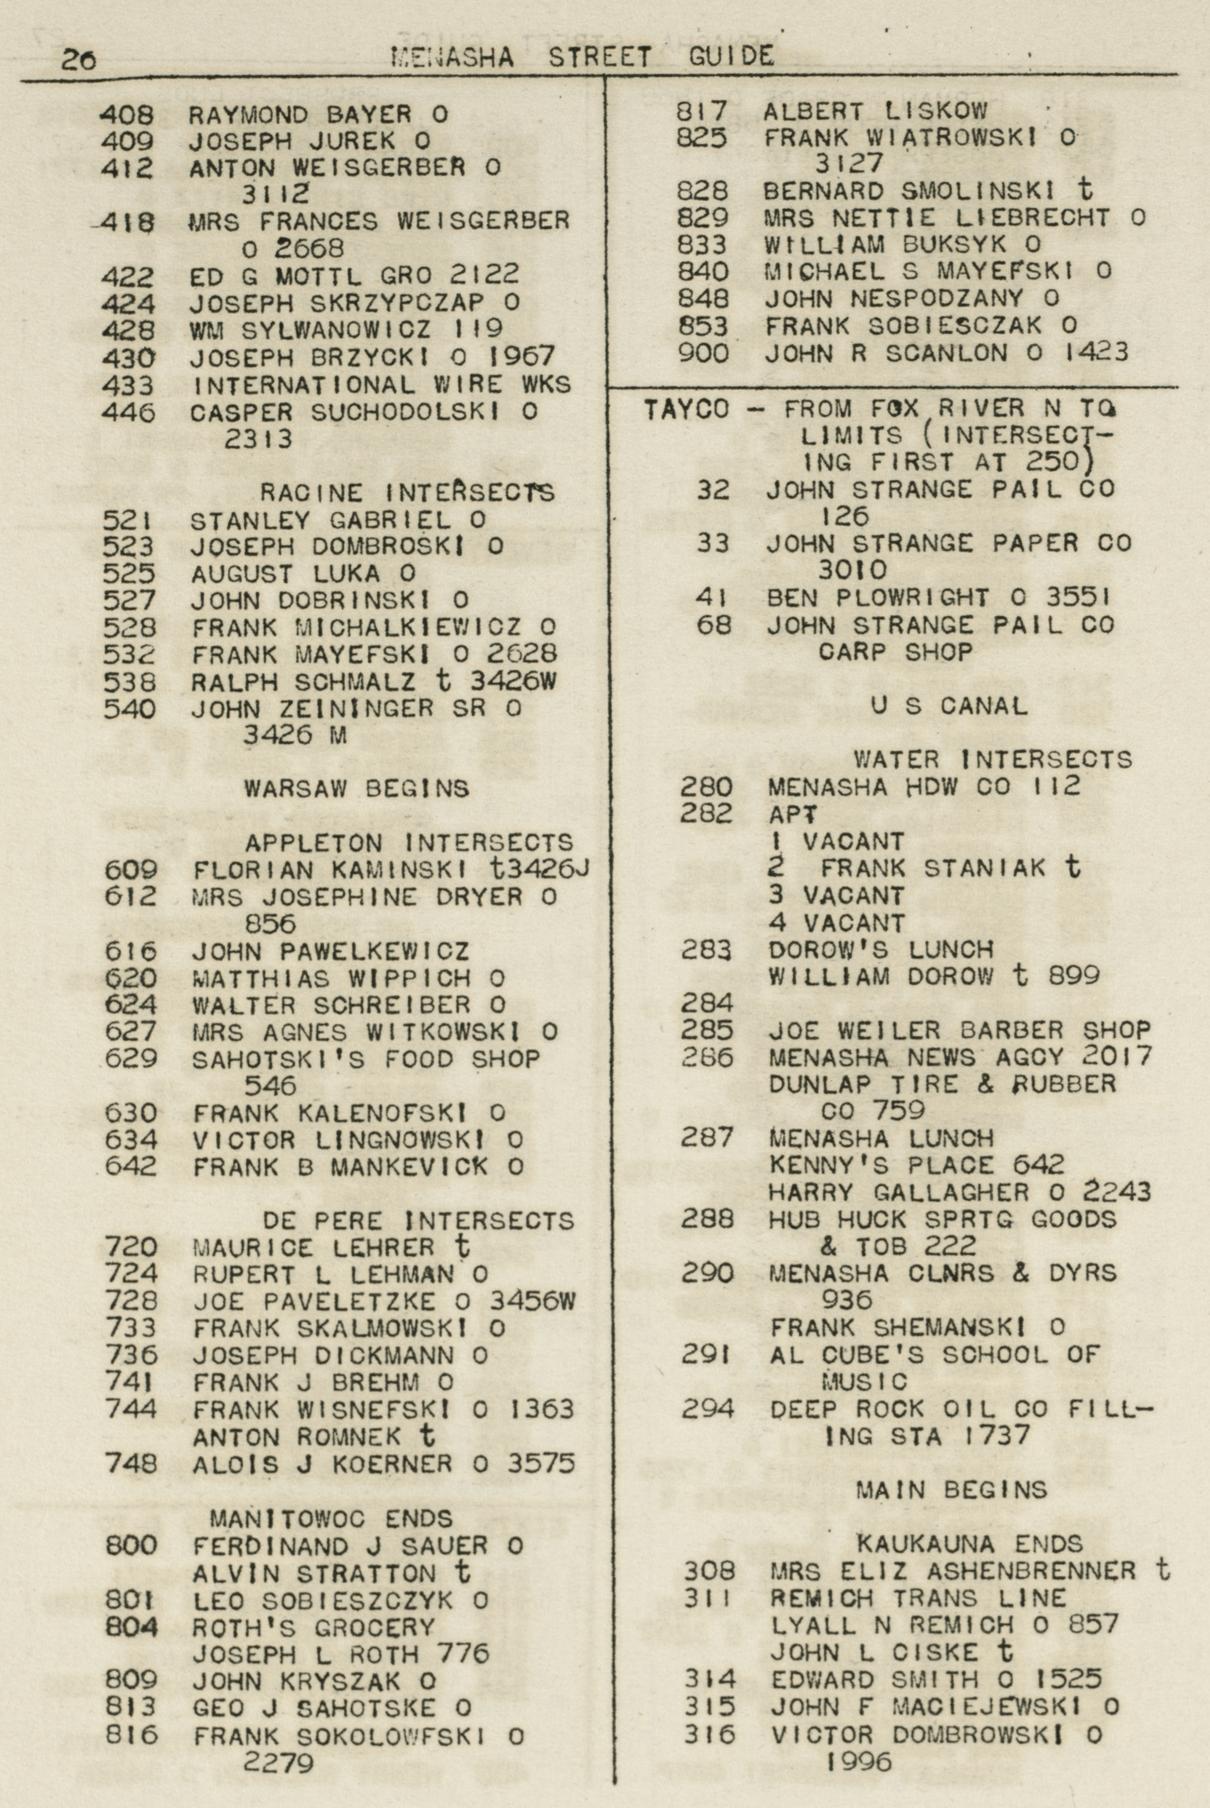 26 MENASHA STREET GUIDE
408 RAYMOND BAYER O
409 JOSEPH JUREK O
412 ANTON WEISGERBER O
3112
418 MRS FRANCES WEISGERBER
O 2668
422 ED G MOTTL GRO 2122
424 JOSEPH SKRZYPCZAP O
428 WM SYLWANOWICZ 119
430 JOSEPH BRZYCKI O 1967
433 INTERNATIONAL WIRE WKS
446 CASPER SUCHODOLSKI O
2313
RACINE INTERSECTS
521 STANLEY GABRIEL O
523 JOSEPH DOMBROSKI O
525 AUGUST LUKA O
527 JOHN DOBRINSKI O
528 FRANK MICHALKIEWICZ O
532 FRANK MAYEFSKI O 2628
538 RALPH SCHMALZ t 3426W
540 JOHN ZEININGER SR O
3426 M
WARSAW BEGINS
APPLETON INTERSECTS
609 FLORIAN KAMINSKI t3426J
612 MRS JOSEPHINE DRYER O
856
616 JOHN PAWELKEWICZ
620 MATTHIAS WIPPICH O
624 WALTER SCHREIBER O
627 MRS AGNES WITKOWSKI O
629 SAHOTSKI'S FOOD SHOP
546
630 FRANK KALENOFSKI O
634 VICTOR LINGNOWSKI O
642 FRANK B MANKEVICK O
DE PERE INTERSECTS
720 MAURICE LEHRER t
724 RUPERT L LEHMAN O
728 JOE PAVELETZKE O 3456W
733 FRANK SKALMOWSKI O
736 JOSEPH DICKMANN O
741 FRANK J BREHM O
744 FRANK WISNEFSKI O 1363
ANTON ROMNEK t
748 ALOIS J KOERNER O 3575
MANITOWOC ENDS
800 FERDINAND J SAUER O
ALVIN STRATTON t
801 LEO SOBIESZCZYK O
804 ROTH'S GROCERY
JOSEPH L ROTH 776
809 JOHN KRYSZAK O
813 GEO J SAHOTSKE O
816 FRANK SOKOLOWFSKI O
2279
817 ALBERT LISKOW
825 FRANK WIATROWSKI O
3127
828 BERNARD SMOLINSKI t
829 MRS NETTIE LIEBRECHT O
833 WILLIAM BUKSYK O
840 MICHAEL S MAYEFSKI O
848 JOHN NESPODZANY O
853 FRANK SOBIESCZAK O
900 JOHN R SCANLON O 1423
TAYCO - FROM FOX RIVER N TO
LIMITS (INTERSECT-
ING FIRST AT 250)
32 JOHN STRANGE PAIL CO
126
33 JOHN STRANGE PAPER CO
3010
41 BEN PLOWRIGHT O 3551
68 JOHN STRANGE PAIL CO
CARP SHOP
U S CANAL
WATER INTERSECTS
280 MENASHA HDW CO 112
282 APT
1 VACANT
2 FRANK STANIAK t
3 VACANT
4 VACANT
283 DOROW'S LUNCH
WILLIAM DOROW t 899
284
285 JOE WEILER BARBER SHOP
286 MENASHA NEWS AGCY 2017
DUNLAP TIRE & RUBBER
CO 759
287 MENASHA LUNCH
KENNY'S PLACE 642
HARRY GALLAGHER O 2243
288 HUB HUCK SPRTG GOODS
& TOB 222
290 MENASHA CLNRS & DYRS
936
FRANK SHEMANSKI O
291 AL CUBE'S SCHOOL OF
MUSIC
294 DEEP ROCK OIL CO FILL-
ING STA 1737
MAIN BEGINS
KAUKAUNA ENDS
308 MRS ELIZ ASHENBRENNER t
311 REMICH TRANS LINE
LYALL N REMICH O 857
JOHN L CISKE t
314 EDWARD SMITH O 1525
315 JOHN F MACIEJEWSKI O
316 VICTOR DOMBROWSKI O
1996